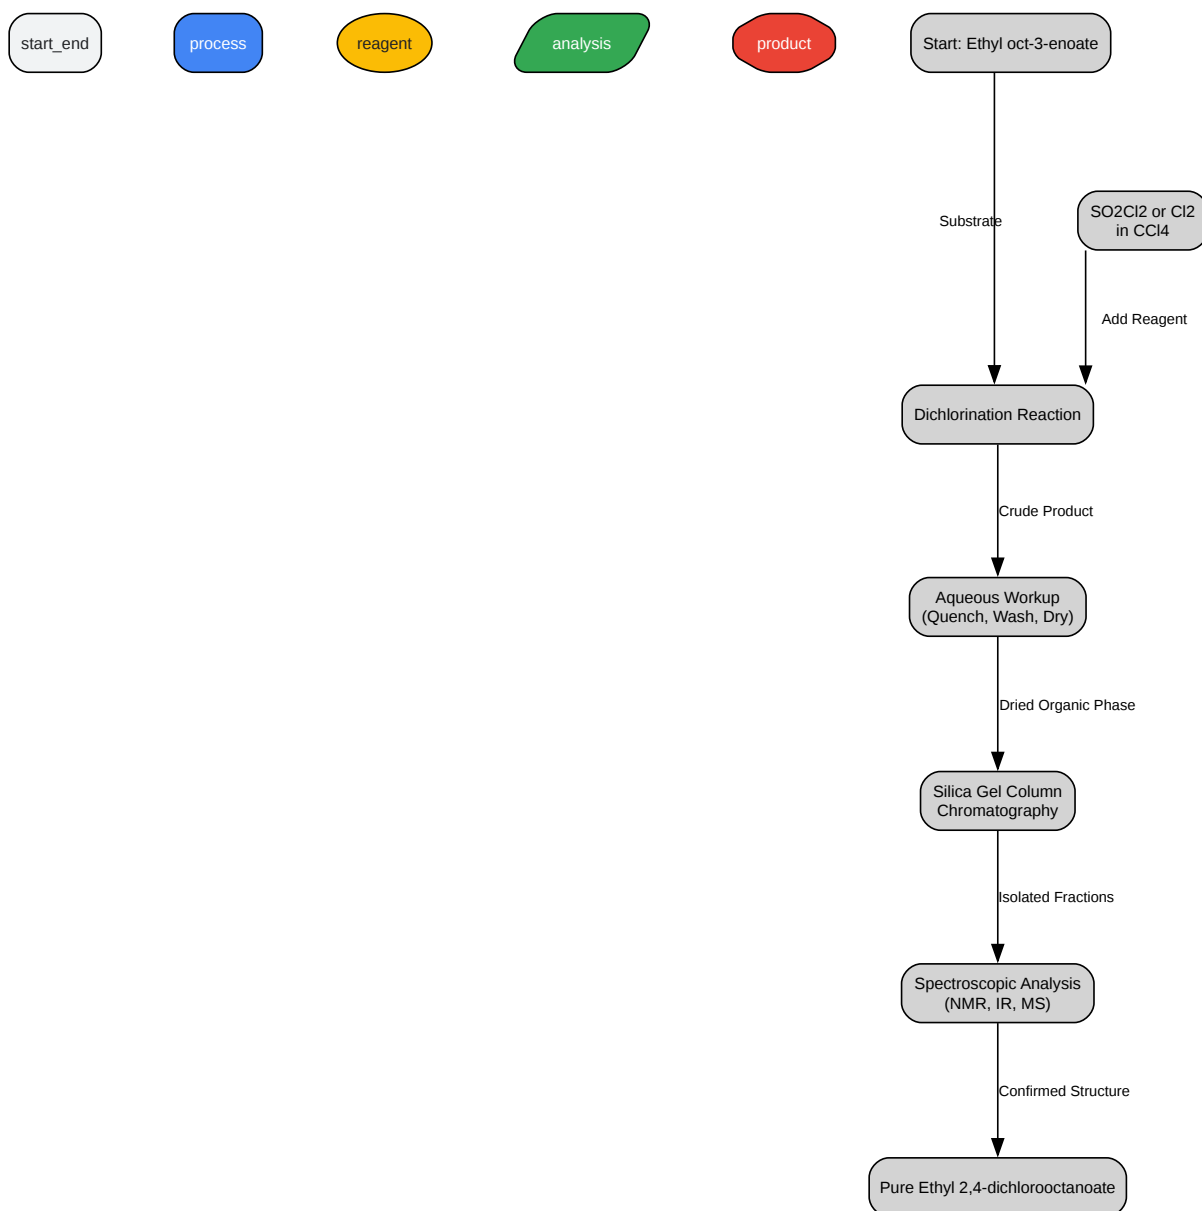 start_end
process
reagent
analysis
product
Start: Ethyl oct-3-enoate
Substrate
SO2Cl2 or Cl2
in CCl4
Add Reagent
Dichlorination Reaction
Crude Product
Aqueous Workup
(Quench, Wash, Dry)
Dried Organic Phase
Silica Gel Column
Chromatography
Isolated Fractions
Spectroscopic Analysis
(NMR, IR, MS)
Confirmed Structure
Pure Ethyl 2,4-dichlorooctanoate